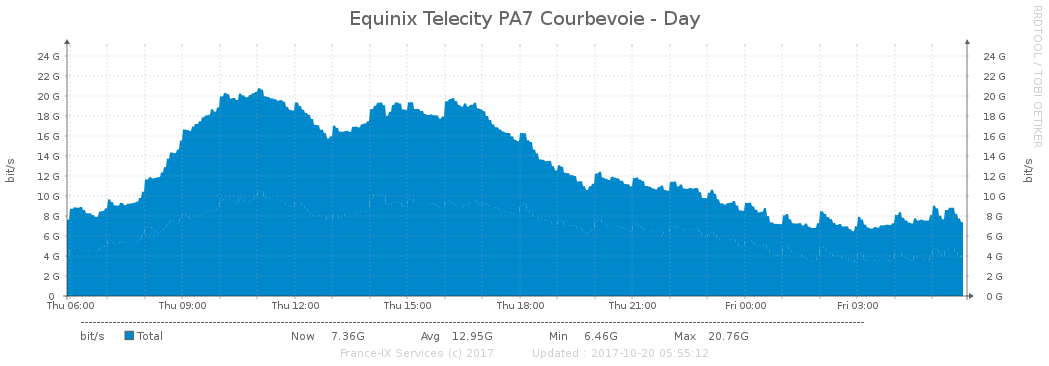 Equinix Telecity PA7 Courbevoie - Day
RRDTOOL / TOBI OETIKER
bit/s
24 G 24 G
22 G 22 G
20 G 20 G
18 G 18 G
16 G 16 G
14 G 14 G
12 G 12 G
10 G 10 G
8 G 8 G
6 G 6 G
4 G 4 G
2 G 2 G
0 0 G
bit/s
Thu 06:00 Thu 09:00 Thu 12:00 Thu 15:00 Thu 18:00 Thu 21:00 Fri 00:00 Fri 03:00
bit/s Total Now 7.36G Avg 12.95G Min 6.46G Max 20.76G
France-IX Services (c) 2017 Updated : 2017-10-20 05:55:12